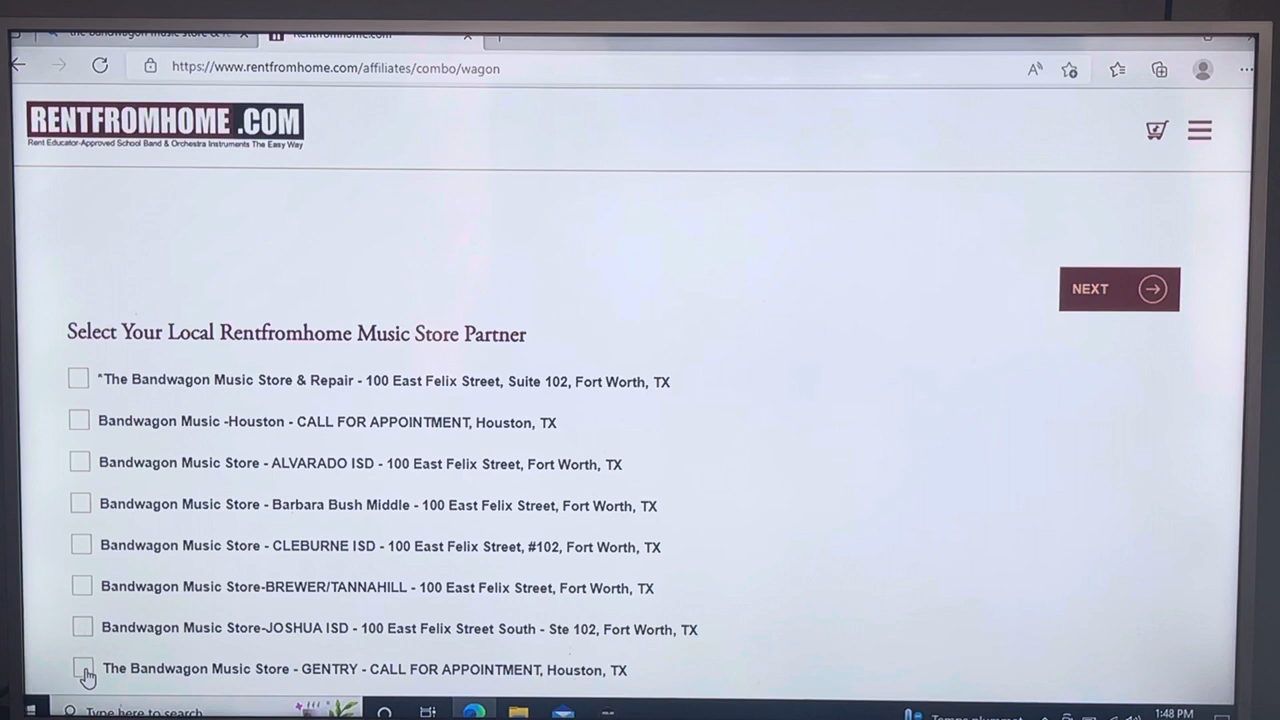 the bandwagon music store &
Rentfromhome.com
https://www.rentfromhome.com/affiliates/combo/wagon
RENTFROMHOME.COM
Rent Educator-Approved School Band & Orchestra Instruments The Easy Way
NEXT
Select Your Local Rentfromhome Music Store Partner
*The Bandwagon Music Store & Repair - 100 East Felix Street, Suite 102, Fort Worth, TX
Bandwagon Music -Houston - CALL FOR APPOINTMENT, Houston, TX
Bandwagon Music Store - ALVARADO ISD - 100 East Felix Street, Fort Worth, TX
Bandwagon Music Store - Barbara Bush Middle - 100 East Felix Street, Fort Worth, TX
Bandwagon Music Store - CLEBURNE ISD - 100 East Felix Street, #102, Fort Worth, TX
Bandwagon Music Store-BREWER/TANNAHILL - 100 East Felix Street, Fort Worth, TX
Bandwagon Music Store-JOSHUA ISD - 100 East Felix Street South - Ste 102, Fort Worth, TX
The Bandwagon Music Store - GENTRY - CALL FOR APPOINTMENT, Houston, TX
Type here to search
1:48 PM